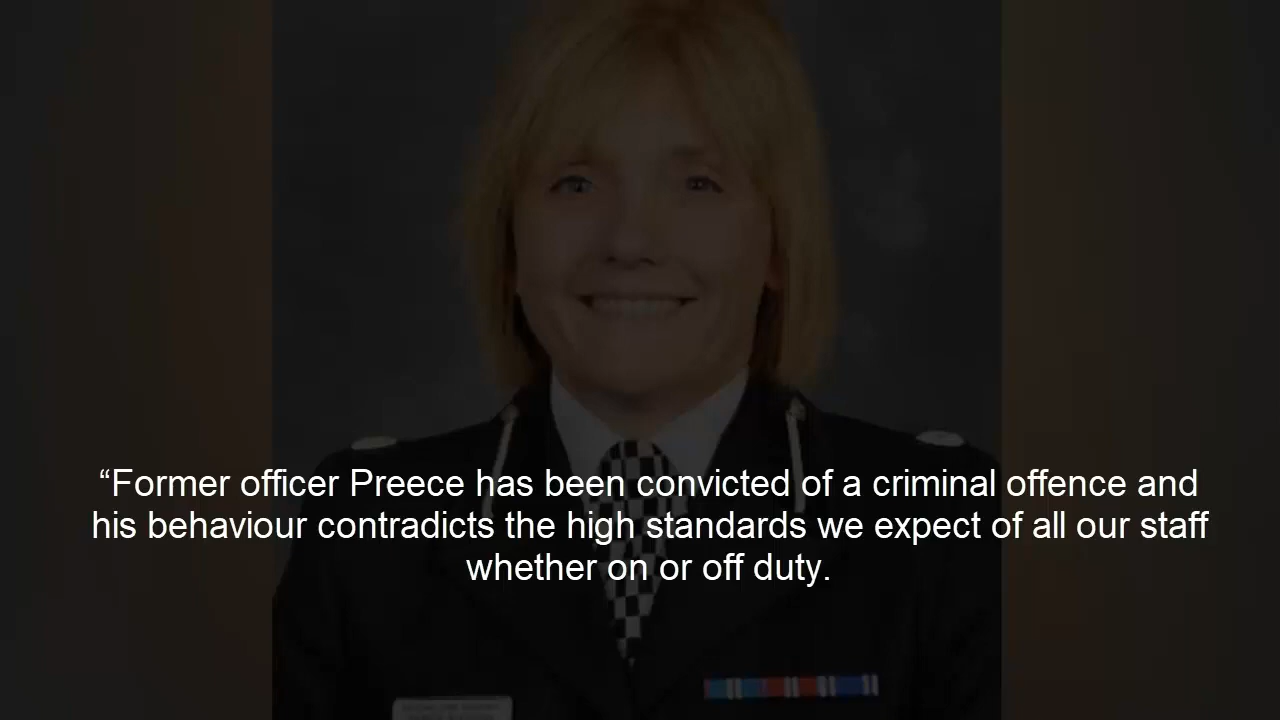 “Former officer Preece has been convicted of a criminal offence and
his behaviour contradicts the high standards we expect of all our staff
whether on or off duty.